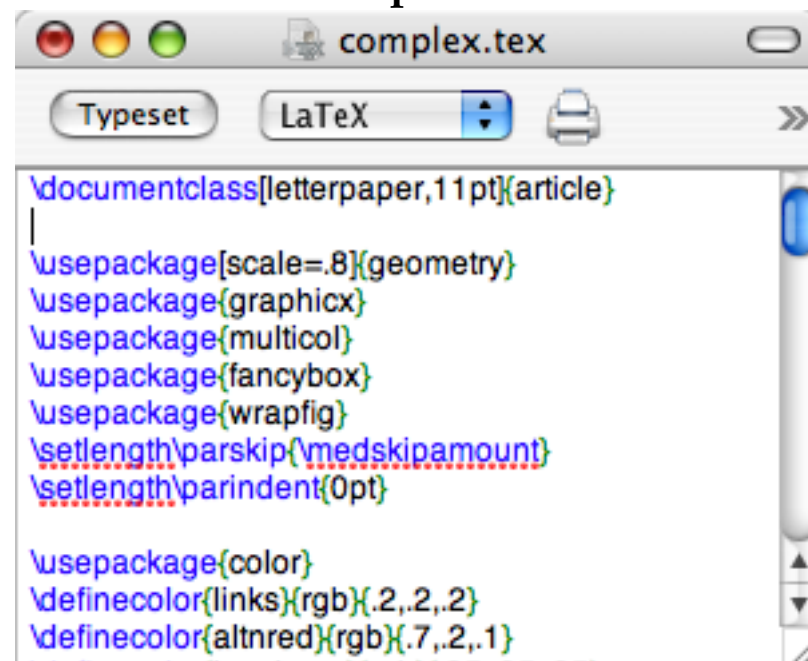 complex.tex
Typeset LaTeX »
\documentclass[letterpaper,11pt]{article}
\usepackage[scale=.8]{geometry}
\usepackage{graphicx}
\usepackage{multicol}
\usepackage{fancybox}
\usepackage{wrapfig}
\setlength\parskip{\medskipamount}
\setlength\parindent{0pt}
\usepackage{color}
\definecolor{links}{rgb}{.2,.2,.2}
\definecolor{altnred}{rgb}{.7,.2,.1}